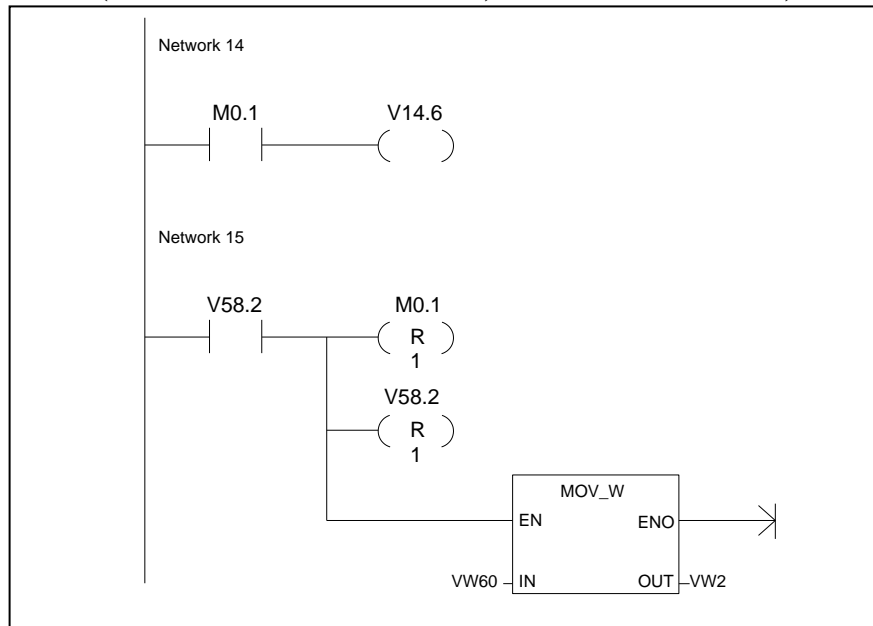 Network 14
M0.1 V14.6
Network 15
V58.2 M0.1
R
1
V58.2
R
1
MOV_W
EN ENO
VW60 IN OUT VW2